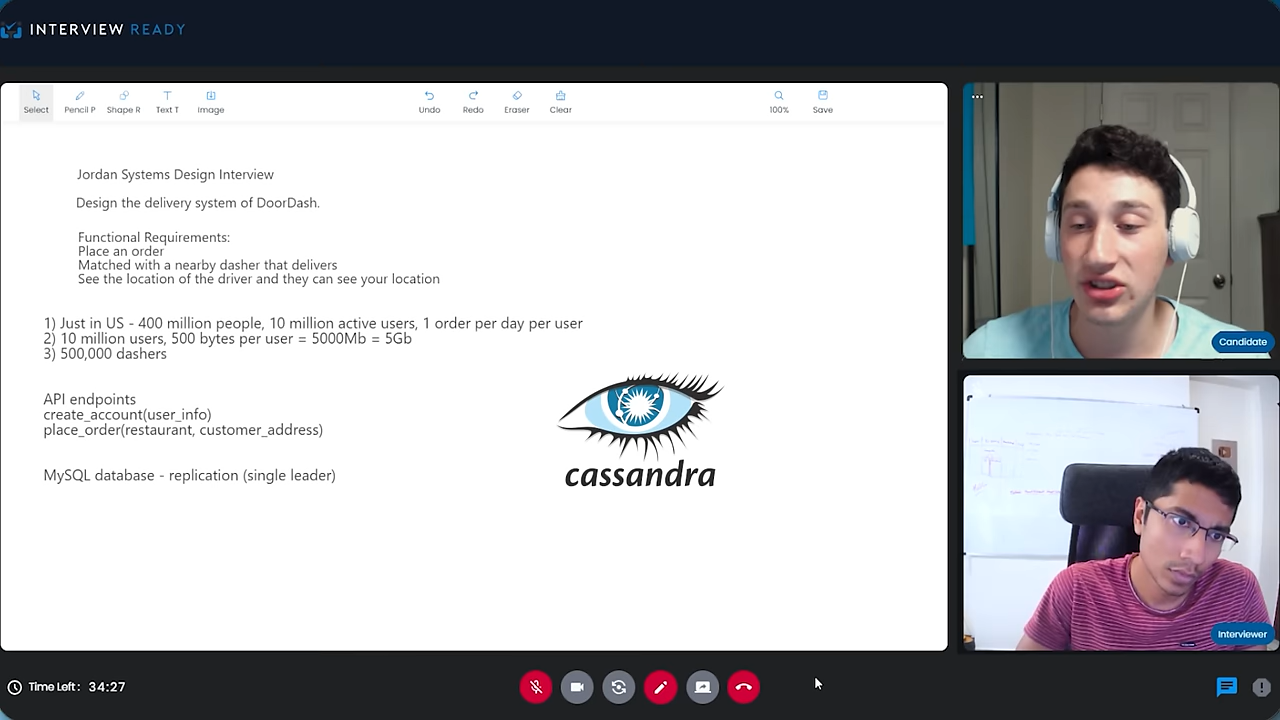 INTERVIEW READY
Select
Pencil P
Shape R
Text T
Image
Undo
Redo
Eraser
Clear
100%
Save
Jordan Systems Design Interview
Design the delivery system of DoorDash.
Functional Requirements:
Place an order
Matched with a nearby dasher that delivers
See the location of the driver and they can see your location
1) Just in US - 400 million people, 10 million active users, 1 order per day per user
2) 10 million users, 500 bytes per user = 5000Mb = 5Gb
3) 500,000 dashers
API endpoints
create_account(user_info)
place_order(restaurant, customer_address)
MySQL database - replication (single leader)
cassandra
Candidate
Interviewer
Time Left : 34:27